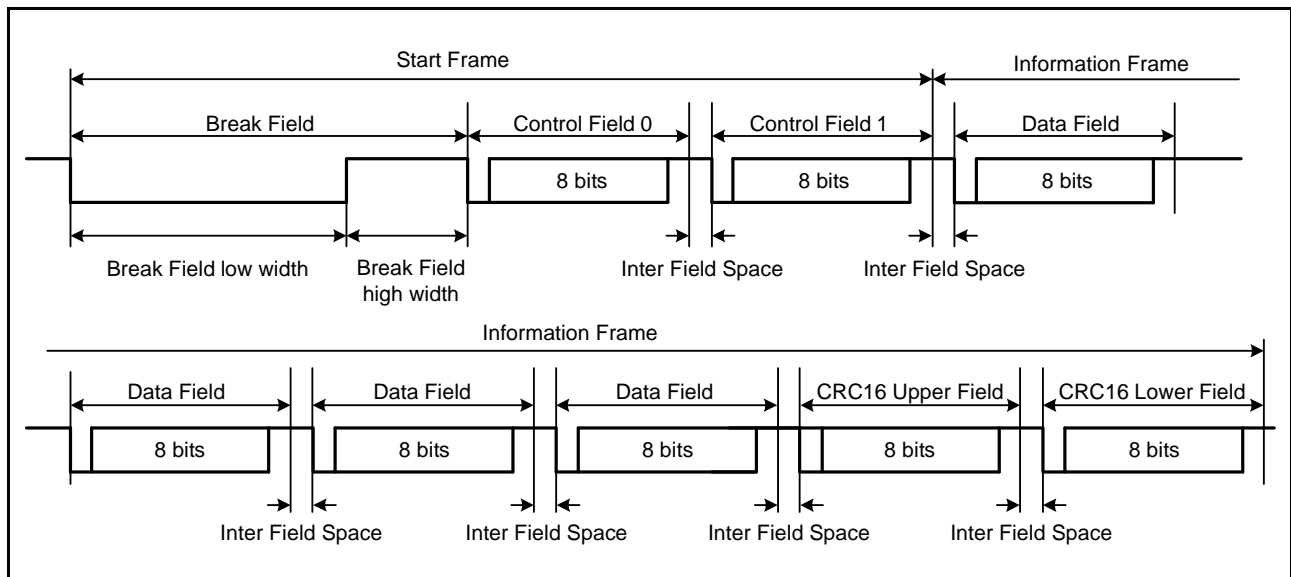 Start Frame
Information Frame
Break Field
Control Field 0
Control Field 1
Data Field
8 bits
8 bits
8 bits
Break Field low width
Break Field
high width
Inter Field Space
Inter Field Space
Information Frame
Data Field
Data Field
Data Field
CRC16 Upper Field
CRC16 Lower Field
8 bits
8 bits
8 bits
8 bits
8 bits
Inter Field Space
Inter Field Space
Inter Field Space
Inter Field Space